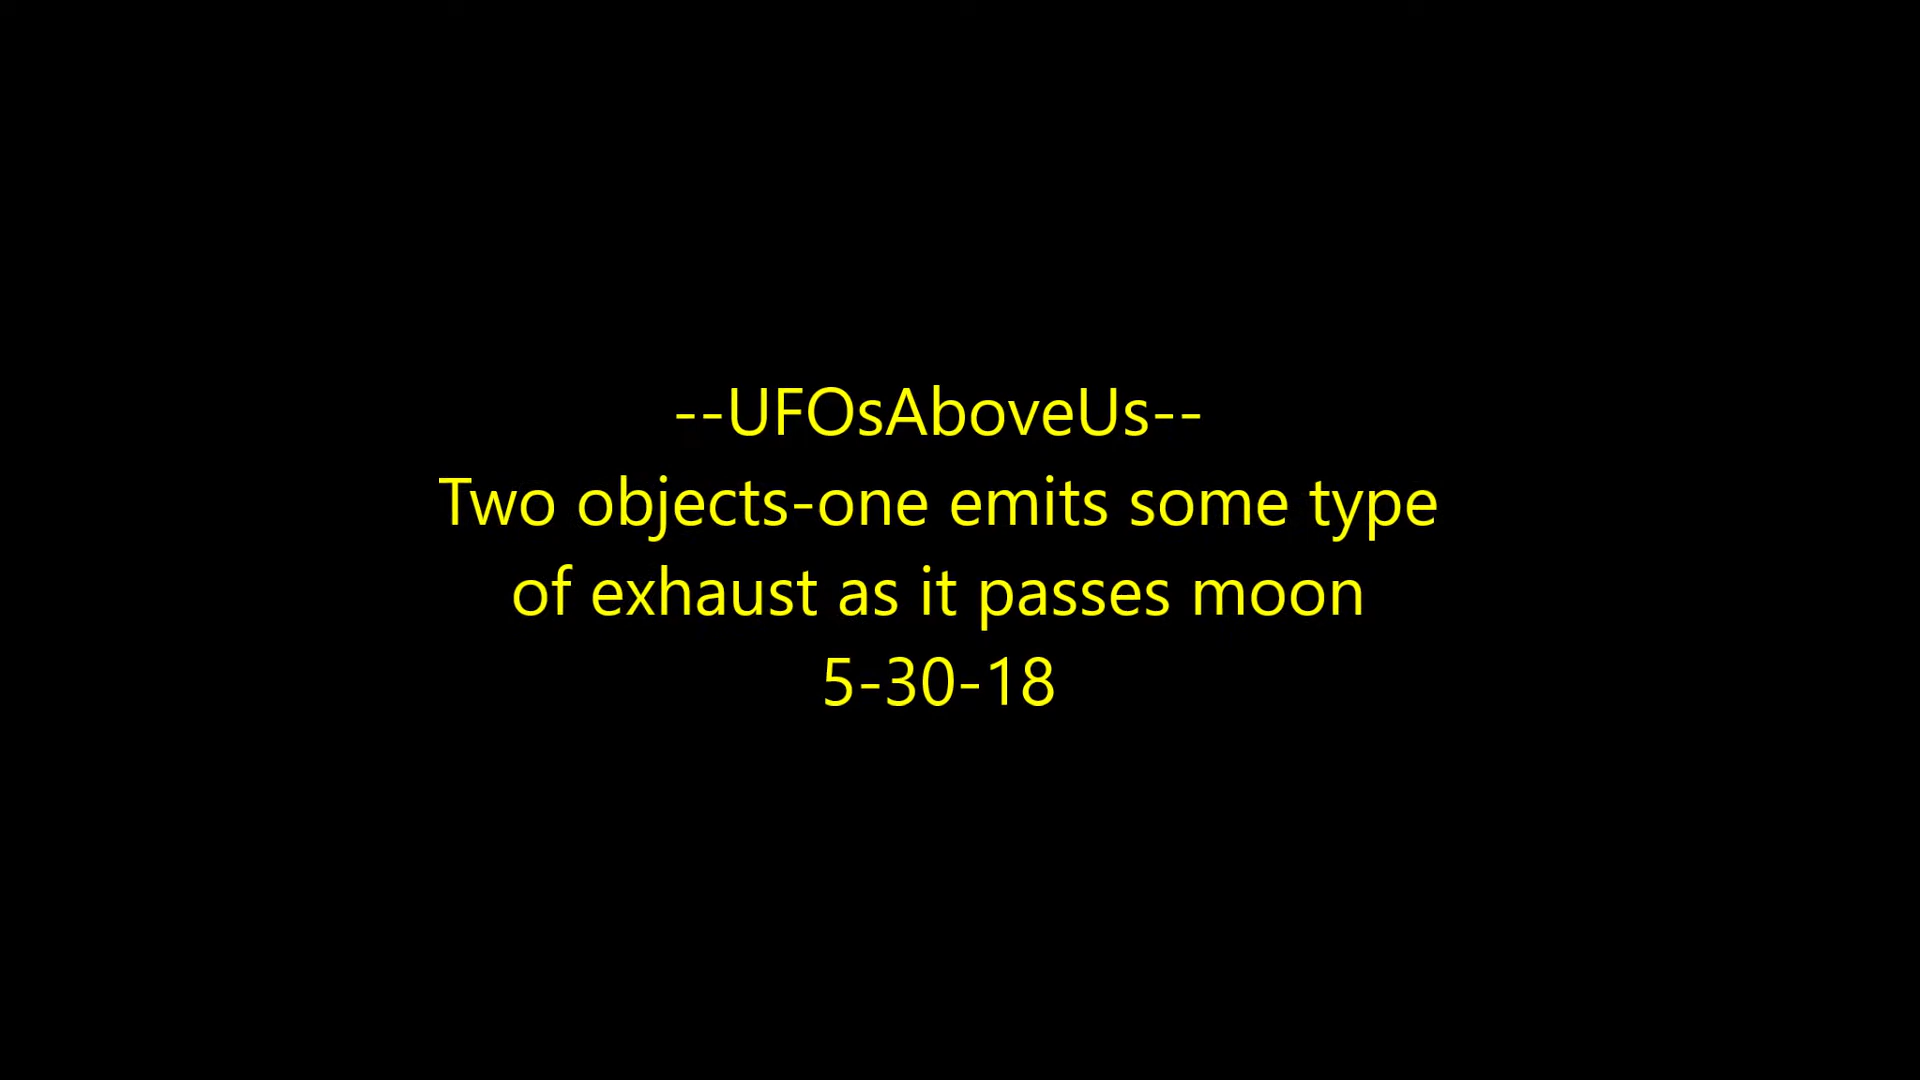 --UFOsAboveUs--
Two objects-one emits some type
of exhaust as it passes moon
5-30-18